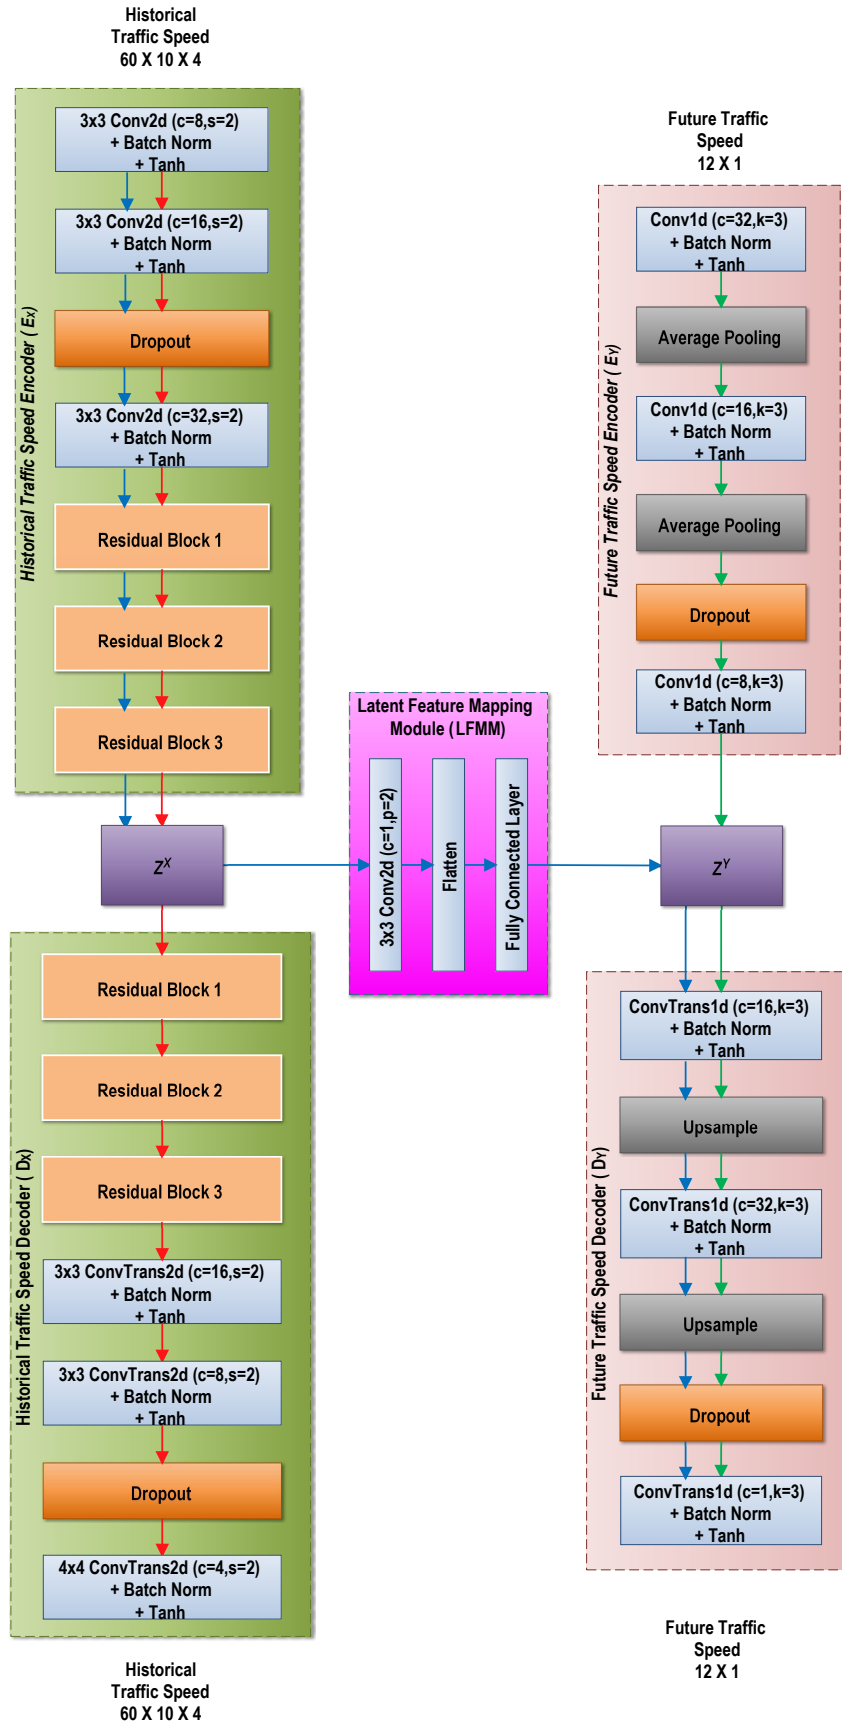 Historical
Traffic Speed
60 X 10 X 4
Historical Traffic Speed Encoder ( EX)
3x3 Conv2d (c=8,s=2)
+ Batch Norm
+ Tanh
3x3 Conv2d (c=16,s=2)
+ Batch Norm
+ Tanh
Dropout
3x3 Conv2d (c=32,s=2)
+ Batch Norm
+ Tanh
Residual Block 1
Residual Block 2
Residual Block 3
Z^X
Historical Traffic Speed Decoder ( DX)
Residual Block 1
Residual Block 2
Residual Block 3
3x3 ConvTrans2d (c=16,s=2)
+ Batch Norm
+ Tanh
3x3 ConvTrans2d (c=8,s=2)
+ Batch Norm
+ Tanh
Dropout
4x4 ConvTrans2d (c=4,s=2)
+ Batch Norm
+ Tanh
Historical
Traffic Speed
60 X 10 X 4
Latent Feature Mapping
Module (LFMM)
3x3 Conv2d (c=1,p=2)
Flatten
Fully Connected Layer
Future Traffic
Speed
12 X 1
Future Traffic Speed Encoder ( EY)
Conv1d (c=32,k=3)
+ Batch Norm
+ Tanh
Average Pooling
Conv1d (c=16,k=3)
+ Batch Norm
+ Tanh
Average Pooling
Dropout
Conv1d (c=8,k=3)
+ Batch Norm
+ Tanh
Z^Y
Future Traffic Speed Decoder ( DY)
ConvTrans1d (c=16,k=3)
+ Batch Norm
+ Tanh
Upsample
ConvTrans1d (c=32,k=3)
+ Batch Norm
+ Tanh
Upsample
Dropout
ConvTrans1d (c=1,k=3)
+ Batch Norm
+ Tanh
Future Traffic
Speed
12 X 1